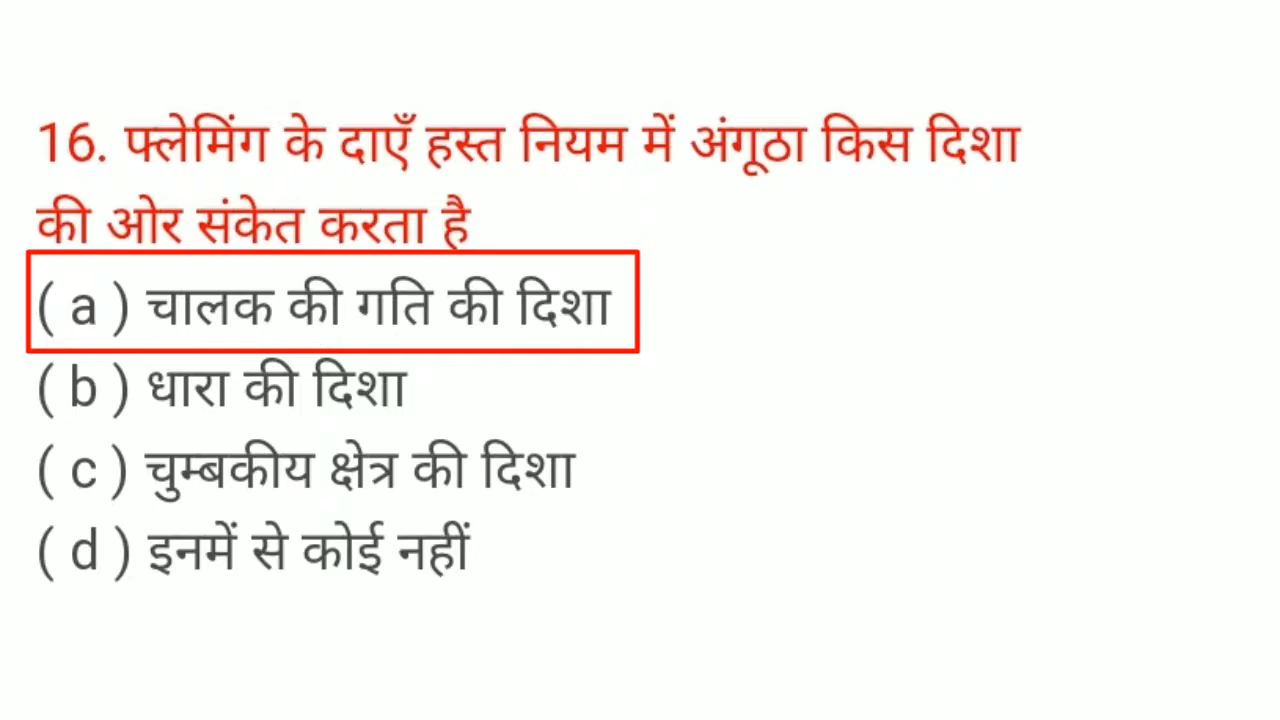 16. फ्लेमिंग के दाएँ हस्त नियम में अंगूठा किस दिशा
की ओर संकेत करता है
( a ) चालक की गति की दिशा
( b ) धारा की दिशा
( c ) चुम्बकीय क्षेत्र की दिशा
( d ) इनमें से कोई नहीं